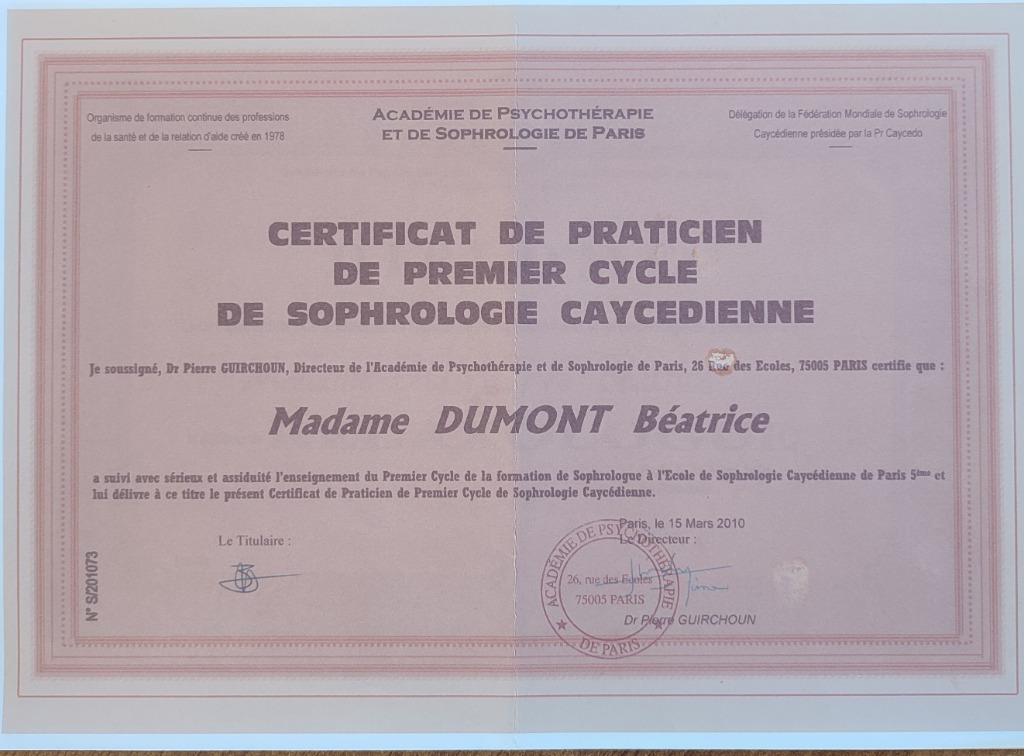 Organisme de formation continue des professions
de la santé et de la relation d'aide créé en 1978
ACADÉMIE DE PSYCHOTHÉRAPIE
ET DE SOPHROLOGIE DE PARIS
Délégation de la Fédération Mondiale de Sophrologie
Caycédienne présidée par la Pr Caycedo
CERTIFICAT DE PRATICIEN
DE PREMIER CYCLE
DE SOPHROLOGIE CAYCEDIENNE
Je soussigné, Dr Pierre GUIRCHOUN, Directeur de l'Académie de Psychothérapie et de Sophrologie de Paris, 26 Rue des Ecoles, 75005 PARIS certifie que :
Madame DUMONT Béatrice
a suivi avec sérieux et assiduité l'enseignement du Premier Cycle de la formation de Sophrologue à l'Ecole de Sophrologie Caycédienne de Paris 5ème et
lui délivre à ce titre le présent Certificat de Praticien de Premier Cycle de Sophrologie Caycédienne.
Paris, le 15 Mars 2010
Le Titulaire :
Le Directeur :
N° S/201073
ACADÉMIE DE PSYCHOTHÉRAPIE
26, rue des Ecoles
75005 PARIS
DE PARIS
Dr Pierre GUIRCHOUN